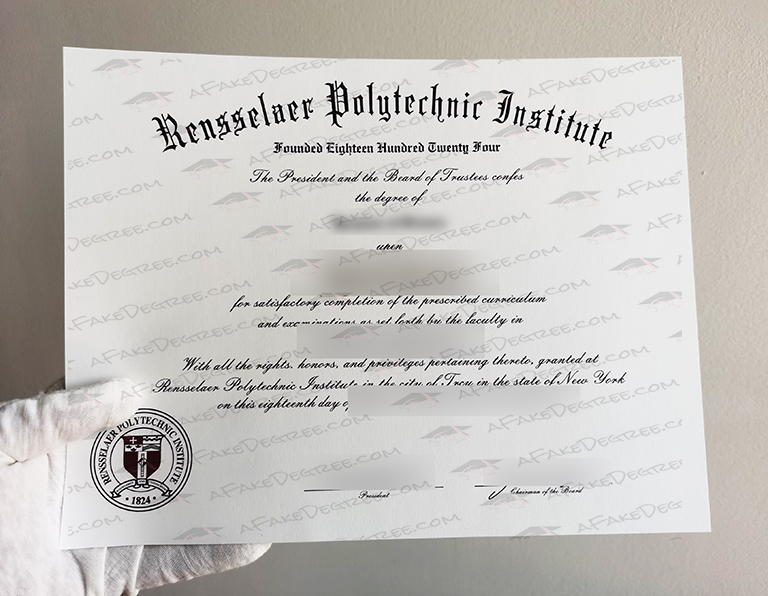 Rensselaer Polytechnic Institute
Founded Eighteen Hundred Twenty Four
The President and the Board of Trustees confes
the degree of
upen
for satisfactory completion of the prescribed curriculum
and examinations as set forth by the faculty in
With all the rights, honors, and privileges pertaining thereto, granted at
Rensselaer Polytechnic Institute in the city of Troy in the state of New York
on this eighteenth day
RENSSELAER POLYTECHNIC INSTITUTE
1824
President
Chairman of the Board
AFAKEDEGREE.COM